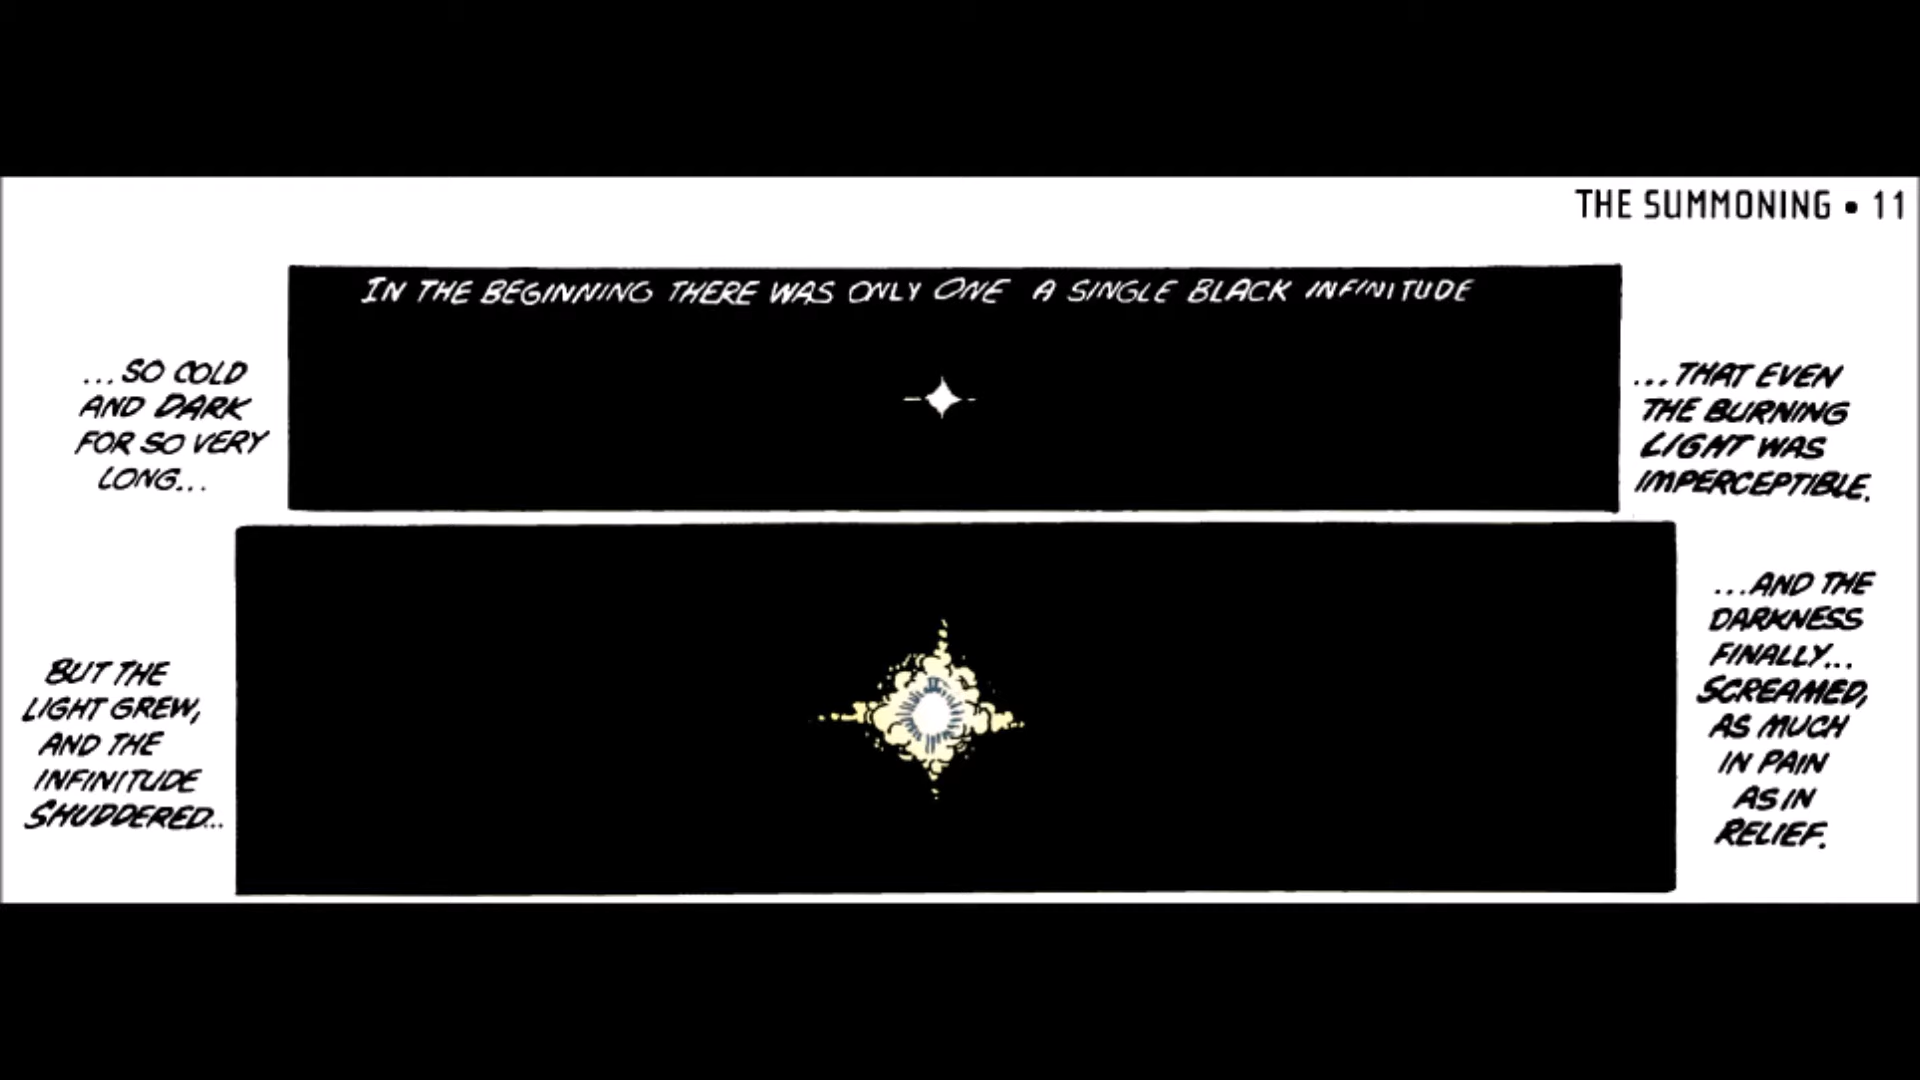 THE SUMMONING • 11
IN THE BEGINNING THERE WAS ONLY ONE A SINGLE BLACK INFINITUDE
...SO COLD
AND DARK
FOR SO VERY
LONG...
...THAT EVEN
THE BURNING
LIGHT WAS
IMPERCEPTIBLE.
BUT THE
LIGHT GREW,
AND THE
INFINITUDE
SHUDDERED...
...AND THE
DARKNESS
FINALLY...
SCREAMED,
AS MUCH
IN PAIN
AS IN
RELIEF.